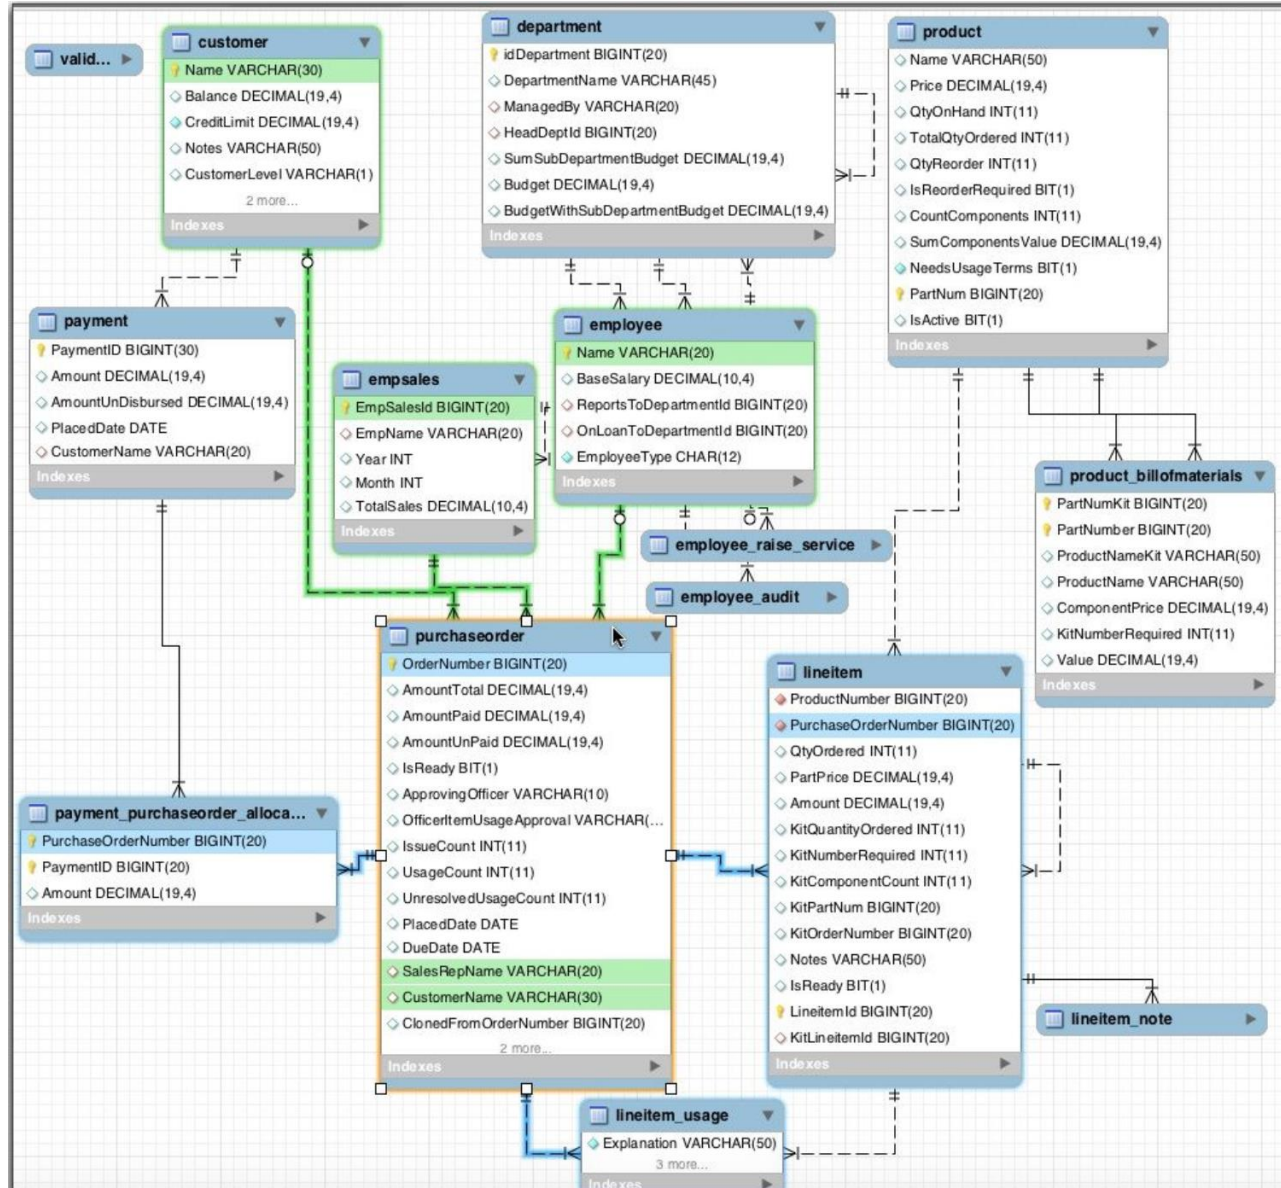 valid...
customer
Name VARCHAR(30)
Balance DECIMAL(19,4)
CreditLimit DECIMAL(19,4)
Notes VARCHAR(50)
CustomerLevel VARCHAR(1)
2 more...
Indexes
department
idDepartment BIGINT(20)
DepartmentName VARCHAR(45)
ManagedBy VARCHAR(20)
HeadDeptId BIGINT(20)
SumSubDepartmentBudget DECIMAL(19,4)
Budget DECIMAL(19,4)
BudgetWithSubDepartmentBudget DECIMAL(19,4)
Indexes
product
Name VARCHAR(50)
Price DECIMAL(19,4)
QtyOnHand INT(11)
TotalQtyOrdered INT(11)
QtyReorder INT(11)
IsReorderRequired BIT(1)
CountComponents INT(11)
SumComponentsValue DECIMAL(19,4)
NeedsUsageTerms BIT(1)
PartNum BIGINT(20)
IsActive BIT(1)
Indexes
payment
PaymentID BIGINT(30)
Amount DECIMAL(19,4)
AmountUnDisbursed DECIMAL(19,4)
PlacedDate DATE
CustomerName VARCHAR(20)
Indexes
empsales
EmpSalesId BIGINT(20)
EmpName VARCHAR(20)
Year INT
Month INT
TotalSales DECIMAL(10,4)
Indexes
employee
Name VARCHAR(20)
BaseSalary DECIMAL(10,4)
ReportsToDepartmentId BIGINT(20)
OnLoanToDepartmentId BIGINT(20)
EmployeeType CHAR(12)
Indexes
employee_raise_service
employee_audit
product_billofmaterials
PartNumKit BIGINT(20)
PartNumber BIGINT(20)
ProductNameKit VARCHAR(50)
ProductName VARCHAR(50)
ComponentPrice DECIMAL(19,4)
KitNumberRequired INT(11)
Value DECIMAL(19,4)
Indexes
payment_purchaseorder_alloca...
PurchaseOrderNumber BIGINT(20)
PaymentID BIGINT(20)
Amount DECIMAL(19,4)
Indexes
purchaseorder
OrderNumber BIGINT(20)
AmountTotal DECIMAL(19,4)
AmountPaid DECIMAL(19,4)
AmountUnPaid DECIMAL(19,4)
IsReady BIT(1)
ApprovingOfficer VARCHAR(10)
OfficerItemUsageApproval VARCHAR(...
IssueCount INT(11)
UsageCount INT(11)
UnresolvedUsageCount INT(11)
PlacedDate DATE
DueDate DATE
SalesRepName VARCHAR(20)
CustomerName VARCHAR(30)
ClonedFromOrderNumber BIGINT(20)
2 more...
Indexes
lineitem
ProductNumber BIGINT(20)
PurchaseOrderNumber BIGINT(20)
QtyOrdered INT(11)
PartPrice DECIMAL(19,4)
Amount DECIMAL(19,4)
KitQuantityOrdered INT(11)
KitNumberRequired INT(11)
KitComponentCount INT(11)
KitPartNum BIGINT(20)
KitOrderNumber BIGINT(20)
Notes VARCHAR(50)
IsReady BIT(1)
LineitemId BIGINT(20)
KitLineitemId BIGINT(20)
Indexes
lineitem_note
lineitem_usage
Explanation VARCHAR(50)
3 more...
Indexes